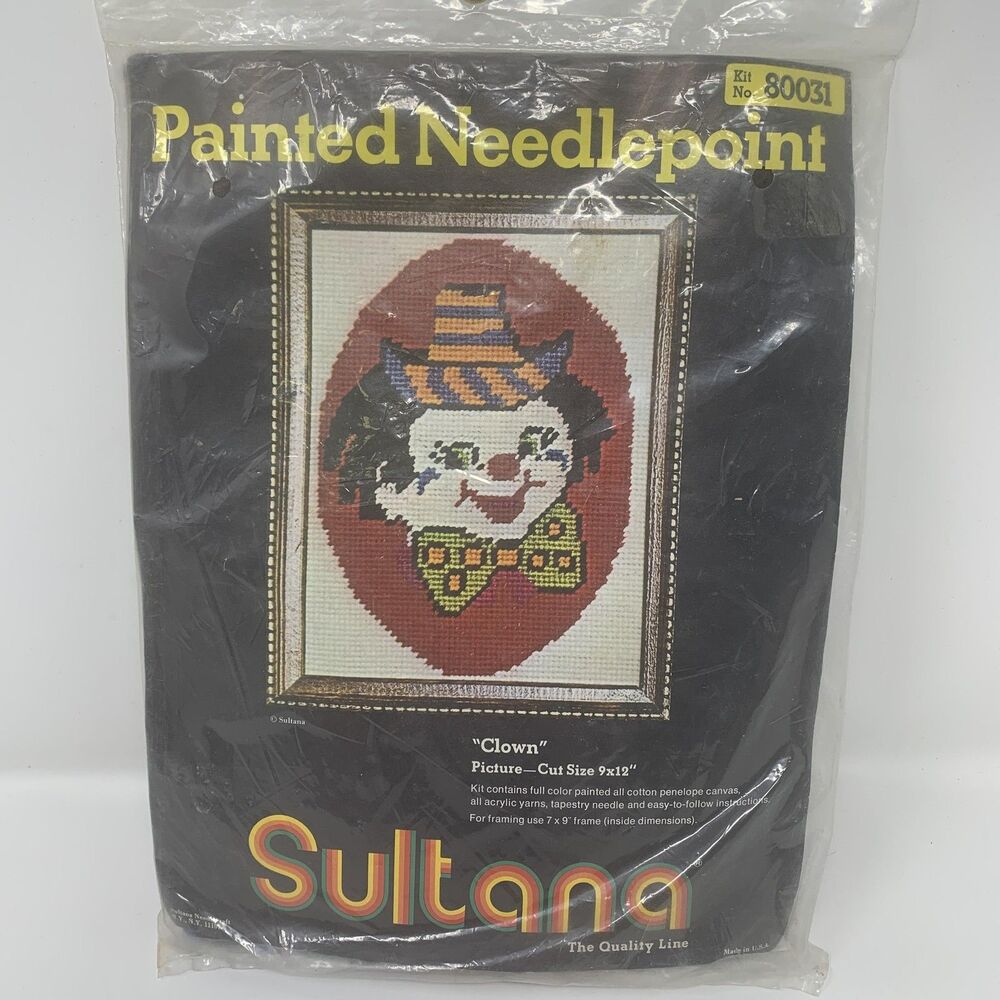 Kit
No. 80031
Painted Needlepoint
© Sultana
"Clown"
Picture—Cut Size 9x12"
Kit contains full color painted all cotton penelope canvas,
all acrylic yarns, tapestry needle and easy-to-follow instructions.
For framing use 7 x 9" frame (inside dimensions).
Sultana®
The Quality Line
Sultana
N.Y.
Made in U.S.A.